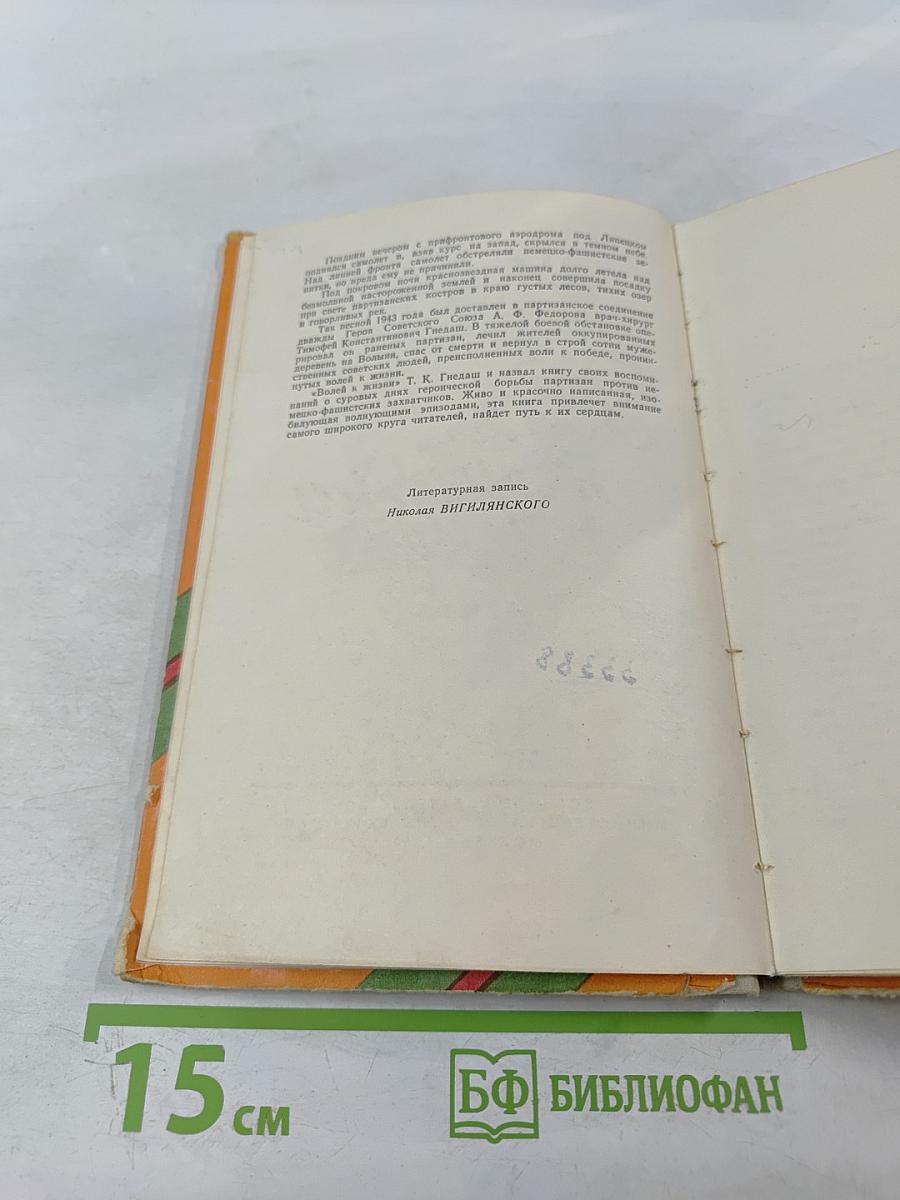 Поздним вечером с прифронтового аэродрома под Липецком
поднялся самолет и, взяв курс на запад, скрылся в темном небе.
Над линией фронта самолет обстреляли немецко-фашистские зе-
нитки, но вреда ему не причинили.
Под покровом ночи краснозвездная машина долго летела над
безмолвной настороженной землей и наконец совершила посадку
при свете партизанских костров в краю густых лесов, тихих озер
и говорливых рек.
Так весной 1943 года был доставлен в партизанское соединение
дважды Героя Советского Союза А. Ф. Федорова врач-хирург
Тимофей Константинович Гнедаш. В тяжелой боевой обстановке опе-
рировал он раненых партизан, лечил жителей оккупированных
деревень на Волыни, спас от смерти и вернул в строй сотни муже-
ственных советских людей, преисполненных воли к победе, проник-
нутых волей к жизни.
«Волей к жизни» Т. К. Гнедаш и назвал книгу своих воспоми-
наний о суровых днях героической борьбы партизан против не-
мецко-фашистских захватчиков. Живо и красочно написанная, изо-
билующая волнующими эпизодами, эта книга привлечет внимание
самого широкого круга читателей, найдет путь к их сердцам.
Литературная запись
Николая ВИГИЛЯНСКОГО
15 см
БФ БИБЛИОФАН